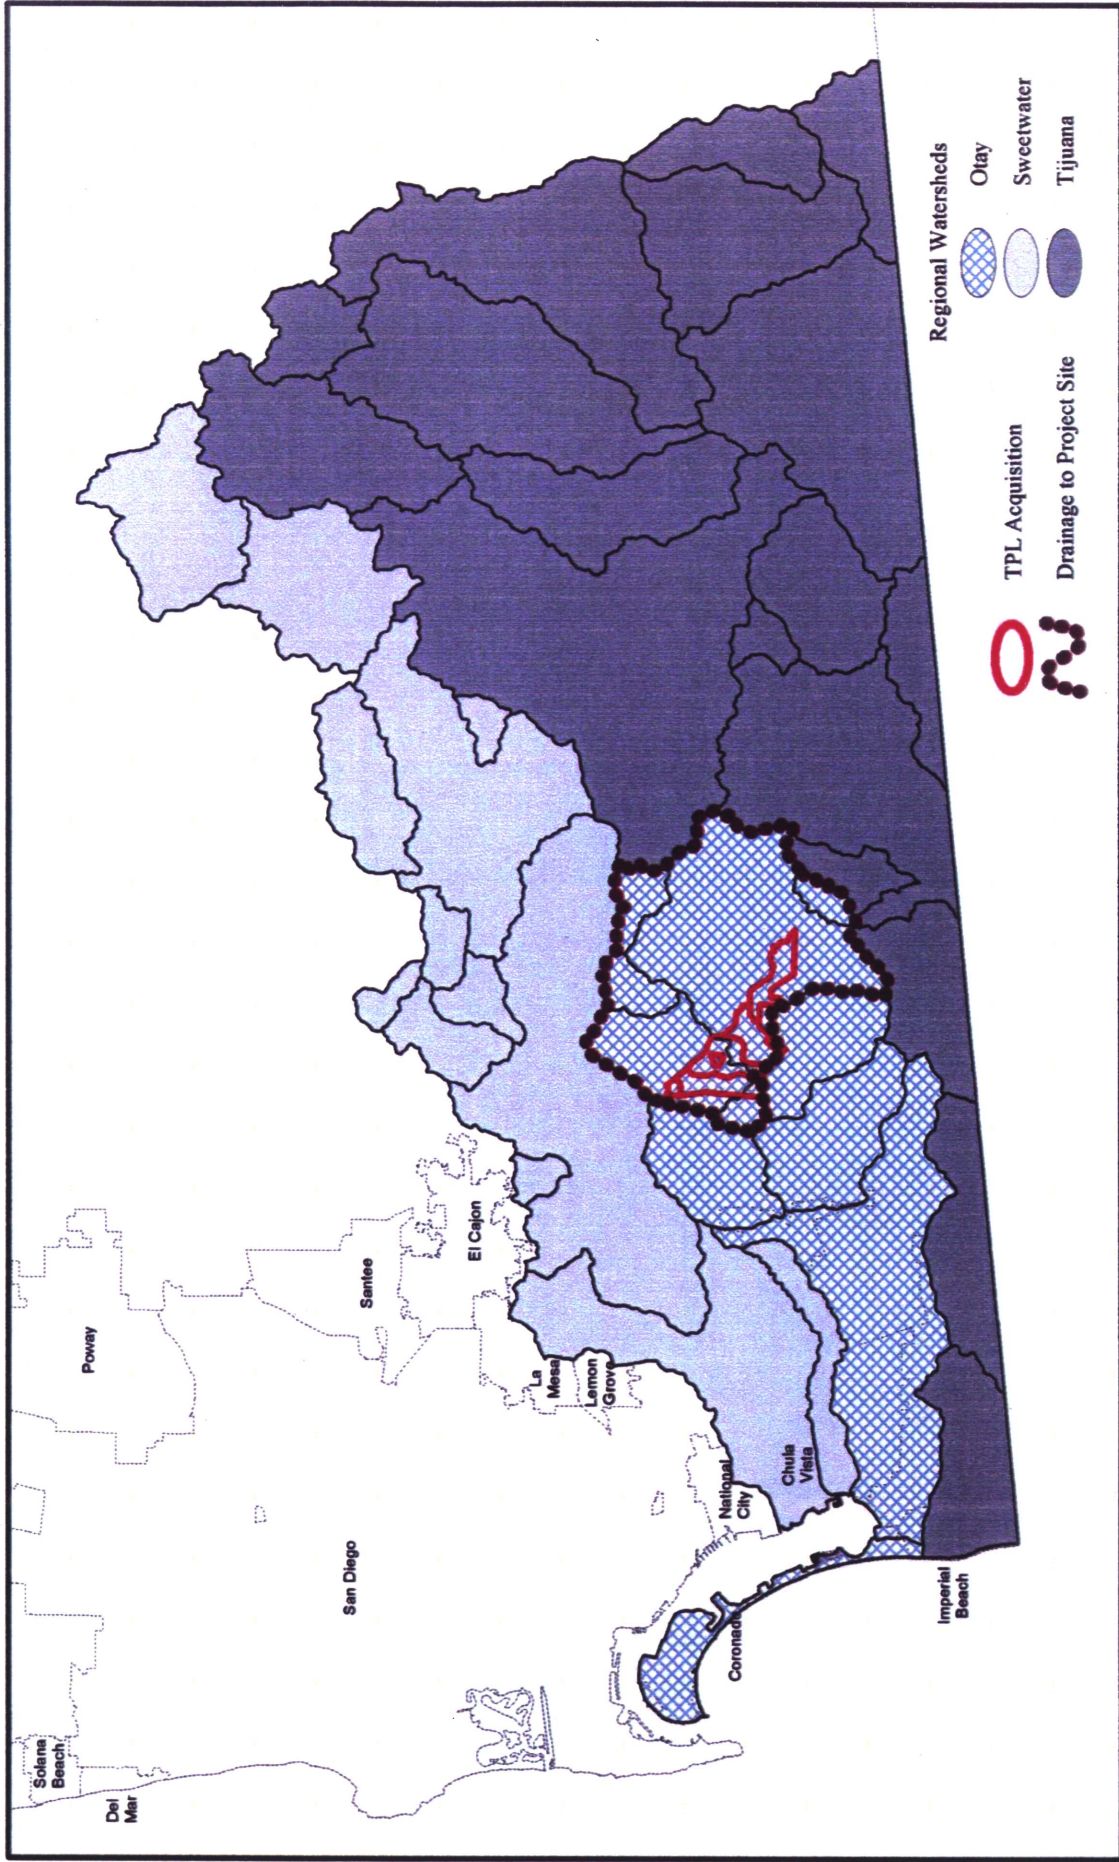 Solana
Beach
Del
Mar
Poway
San Diego
Santee
El Cajon
La
Mesa
Lemon
Grove
National
City
Chula
Vista
Coronado
Imperial
Beach
TPL Acquisition
Drainage to Project Site
Regional Watersheds
Otay
Sweetwater
Tijuana